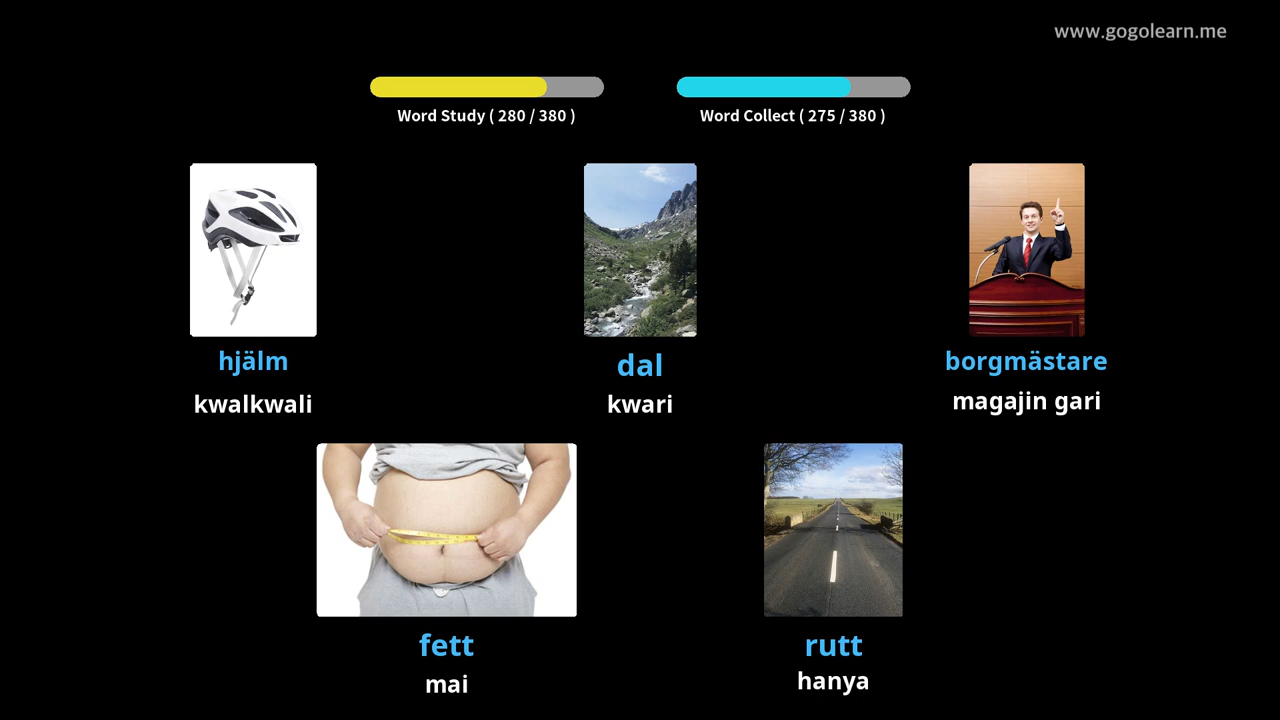 www.gogolearn.me
Word Study ( 280 / 380 )
Word Collect ( 275 / 380 )
hjälm
dal
borgmästare
kwalkwali
kwari
magajin gari
fett
rutt
mai
hanya